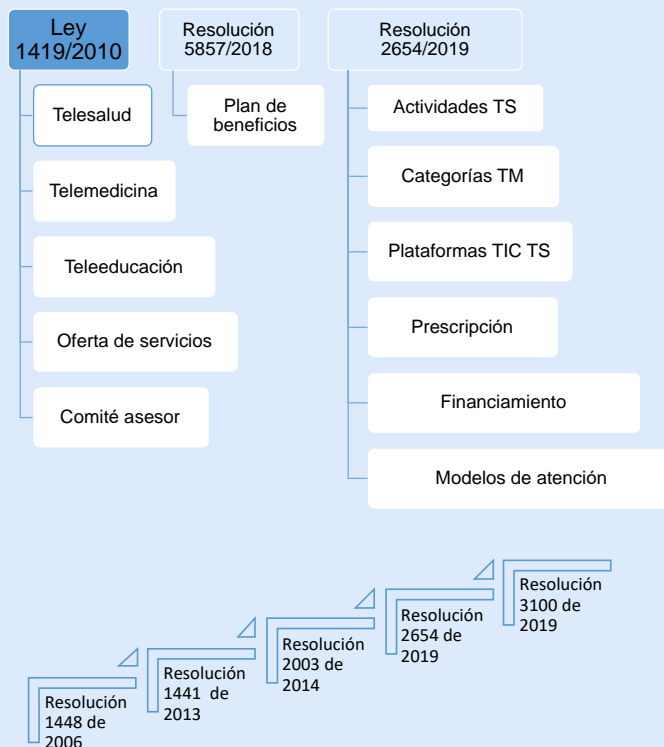 Ley
1419/2010
Telesalud
Telemedicina
Teleeducación
Oferta de servicios
Comité asesor
Resolución
5857/2018
Plan de
beneficios
Resolución
2654/2019
Actividades TS
Categorías TM
Plataformas TIC TS
Prescripción
Financiamiento
Modelos de atención
Resolución
1448 de
2006
Resolución
1441 de
2013
Resolución
2003 de
2014
Resolución
2654 de
2019
Resolución
3100 de
2019